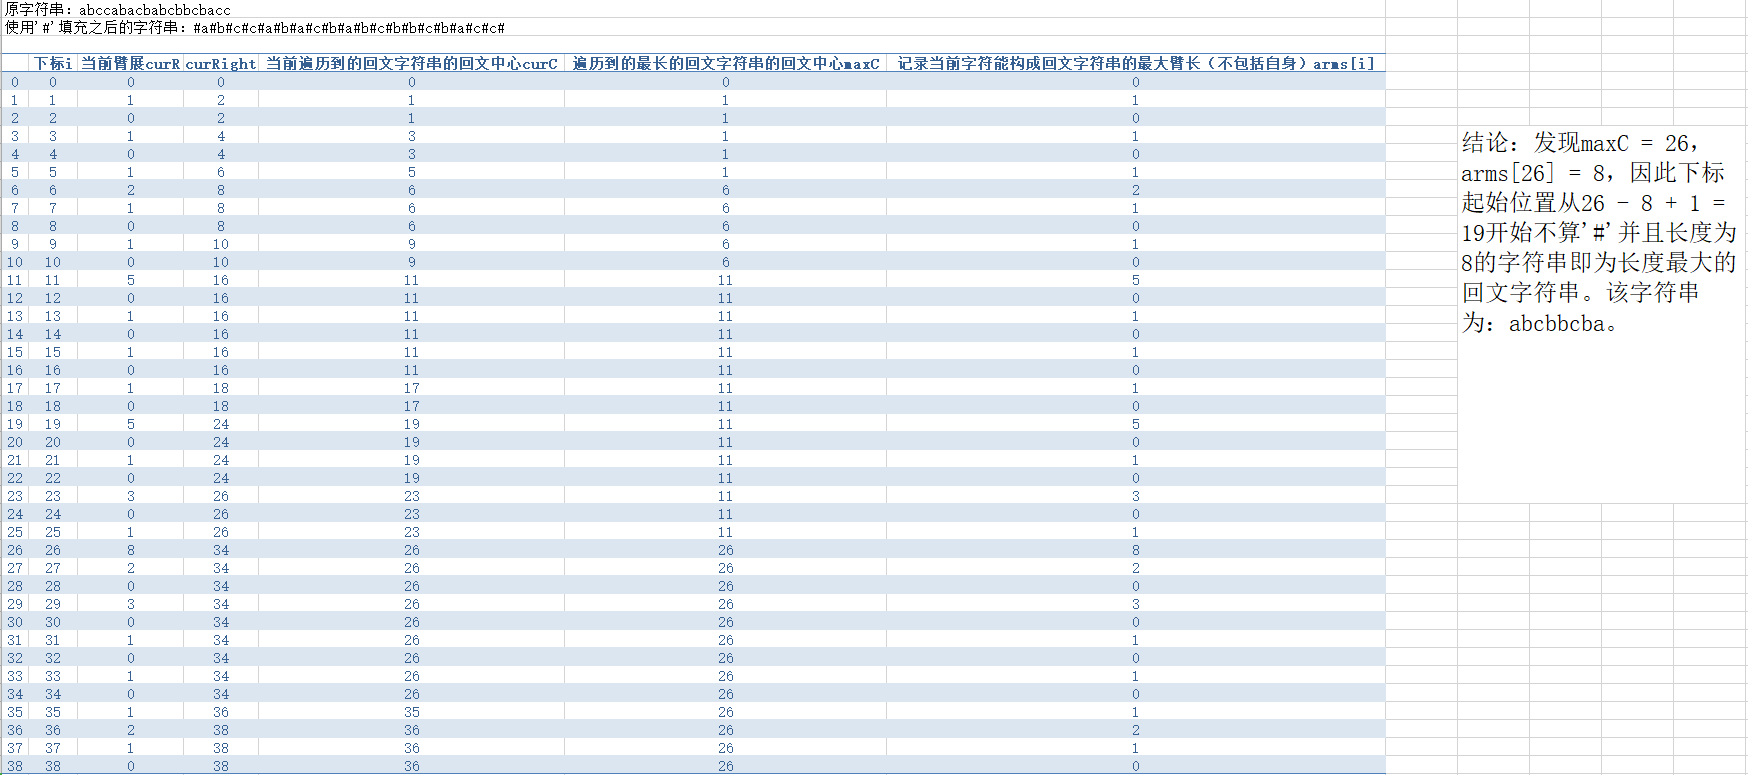 原字符串：abccabacbabcbbcbacc
使用'#'填充之后的字符串：#a#b#c#c#a#b#a#c#b#a#b#c#b#b#c#b#a#c#c#
下标i 当前臂展curR curRight 当前遍历到的回文字符串的回文中心curC 遍历到的最长的回文字符串的回文中心maxC 记录当前字符能构成回文字符串的最大臂长（不包括自身）arms[i]
0 0 0 0 0 0 0
1 1 1 2 1 1 1
2 2 0 2 1 1 0
3 3 1 4 3 1 1
4 4 0 4 3 1 0
5 5 1 6 5 1 1
6 6 2 8 6 6 2
7 7 1 8 6 6 1
8 8 0 8 6 6 0
9 9 1 10 9 6 1
10 10 0 10 9 6 0
11 11 5 16 11 11 5
12 12 0 16 11 11 0
13 13 1 16 11 11 1
14 14 0 16 11 11 0
15 15 1 16 11 11 1
16 16 0 16 11 11 0
17 17 1 18 17 11 1
18 18 0 18 17 11 0
19 19 5 24 19 11 5
20 20 0 24 19 11 0
21 21 1 24 19 11 1
22 22 0 24 19 11 0
23 23 3 26 23 11 3
24 24 0 26 23 11 0
25 25 1 26 23 11 1
26 26 8 34 26 26 8
27 27 2 34 26 26 2
28 28 0 34 26 26 0
29 29 3 34 26 26 3
30 30 0 34 26 26 0
31 31 1 34 26 26 1
32 32 0 34 26 26 0
33 33 1 34 26 26 1
34 34 0 34 26 26 0
35 35 1 36 35 26 1
36 36 2 38 36 26 2
37 37 1 38 36 26 1
38 38 0 38 36 26 0
结论：发现maxC = 26，
arms[26] = 8，因此下标
起始位置从26 - 8 + 1 =
19开始不算'#'并且长度为
8的字符串即为长度最大的
回文字符串。该字符串
为：abcbbcba。